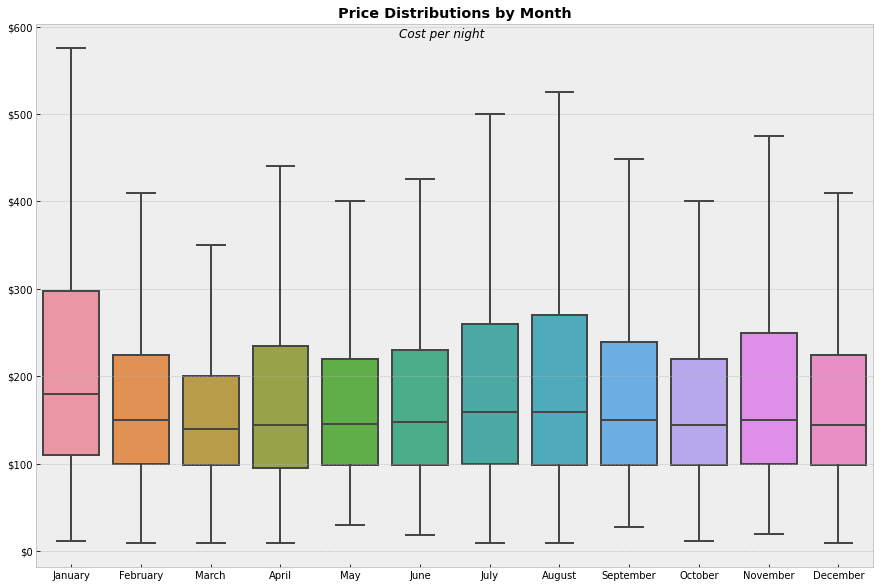 Price Distributions by Month
Cost per night
$600
$500
$400
$300
$200
$100
$0
January February March April May June July August September October November December